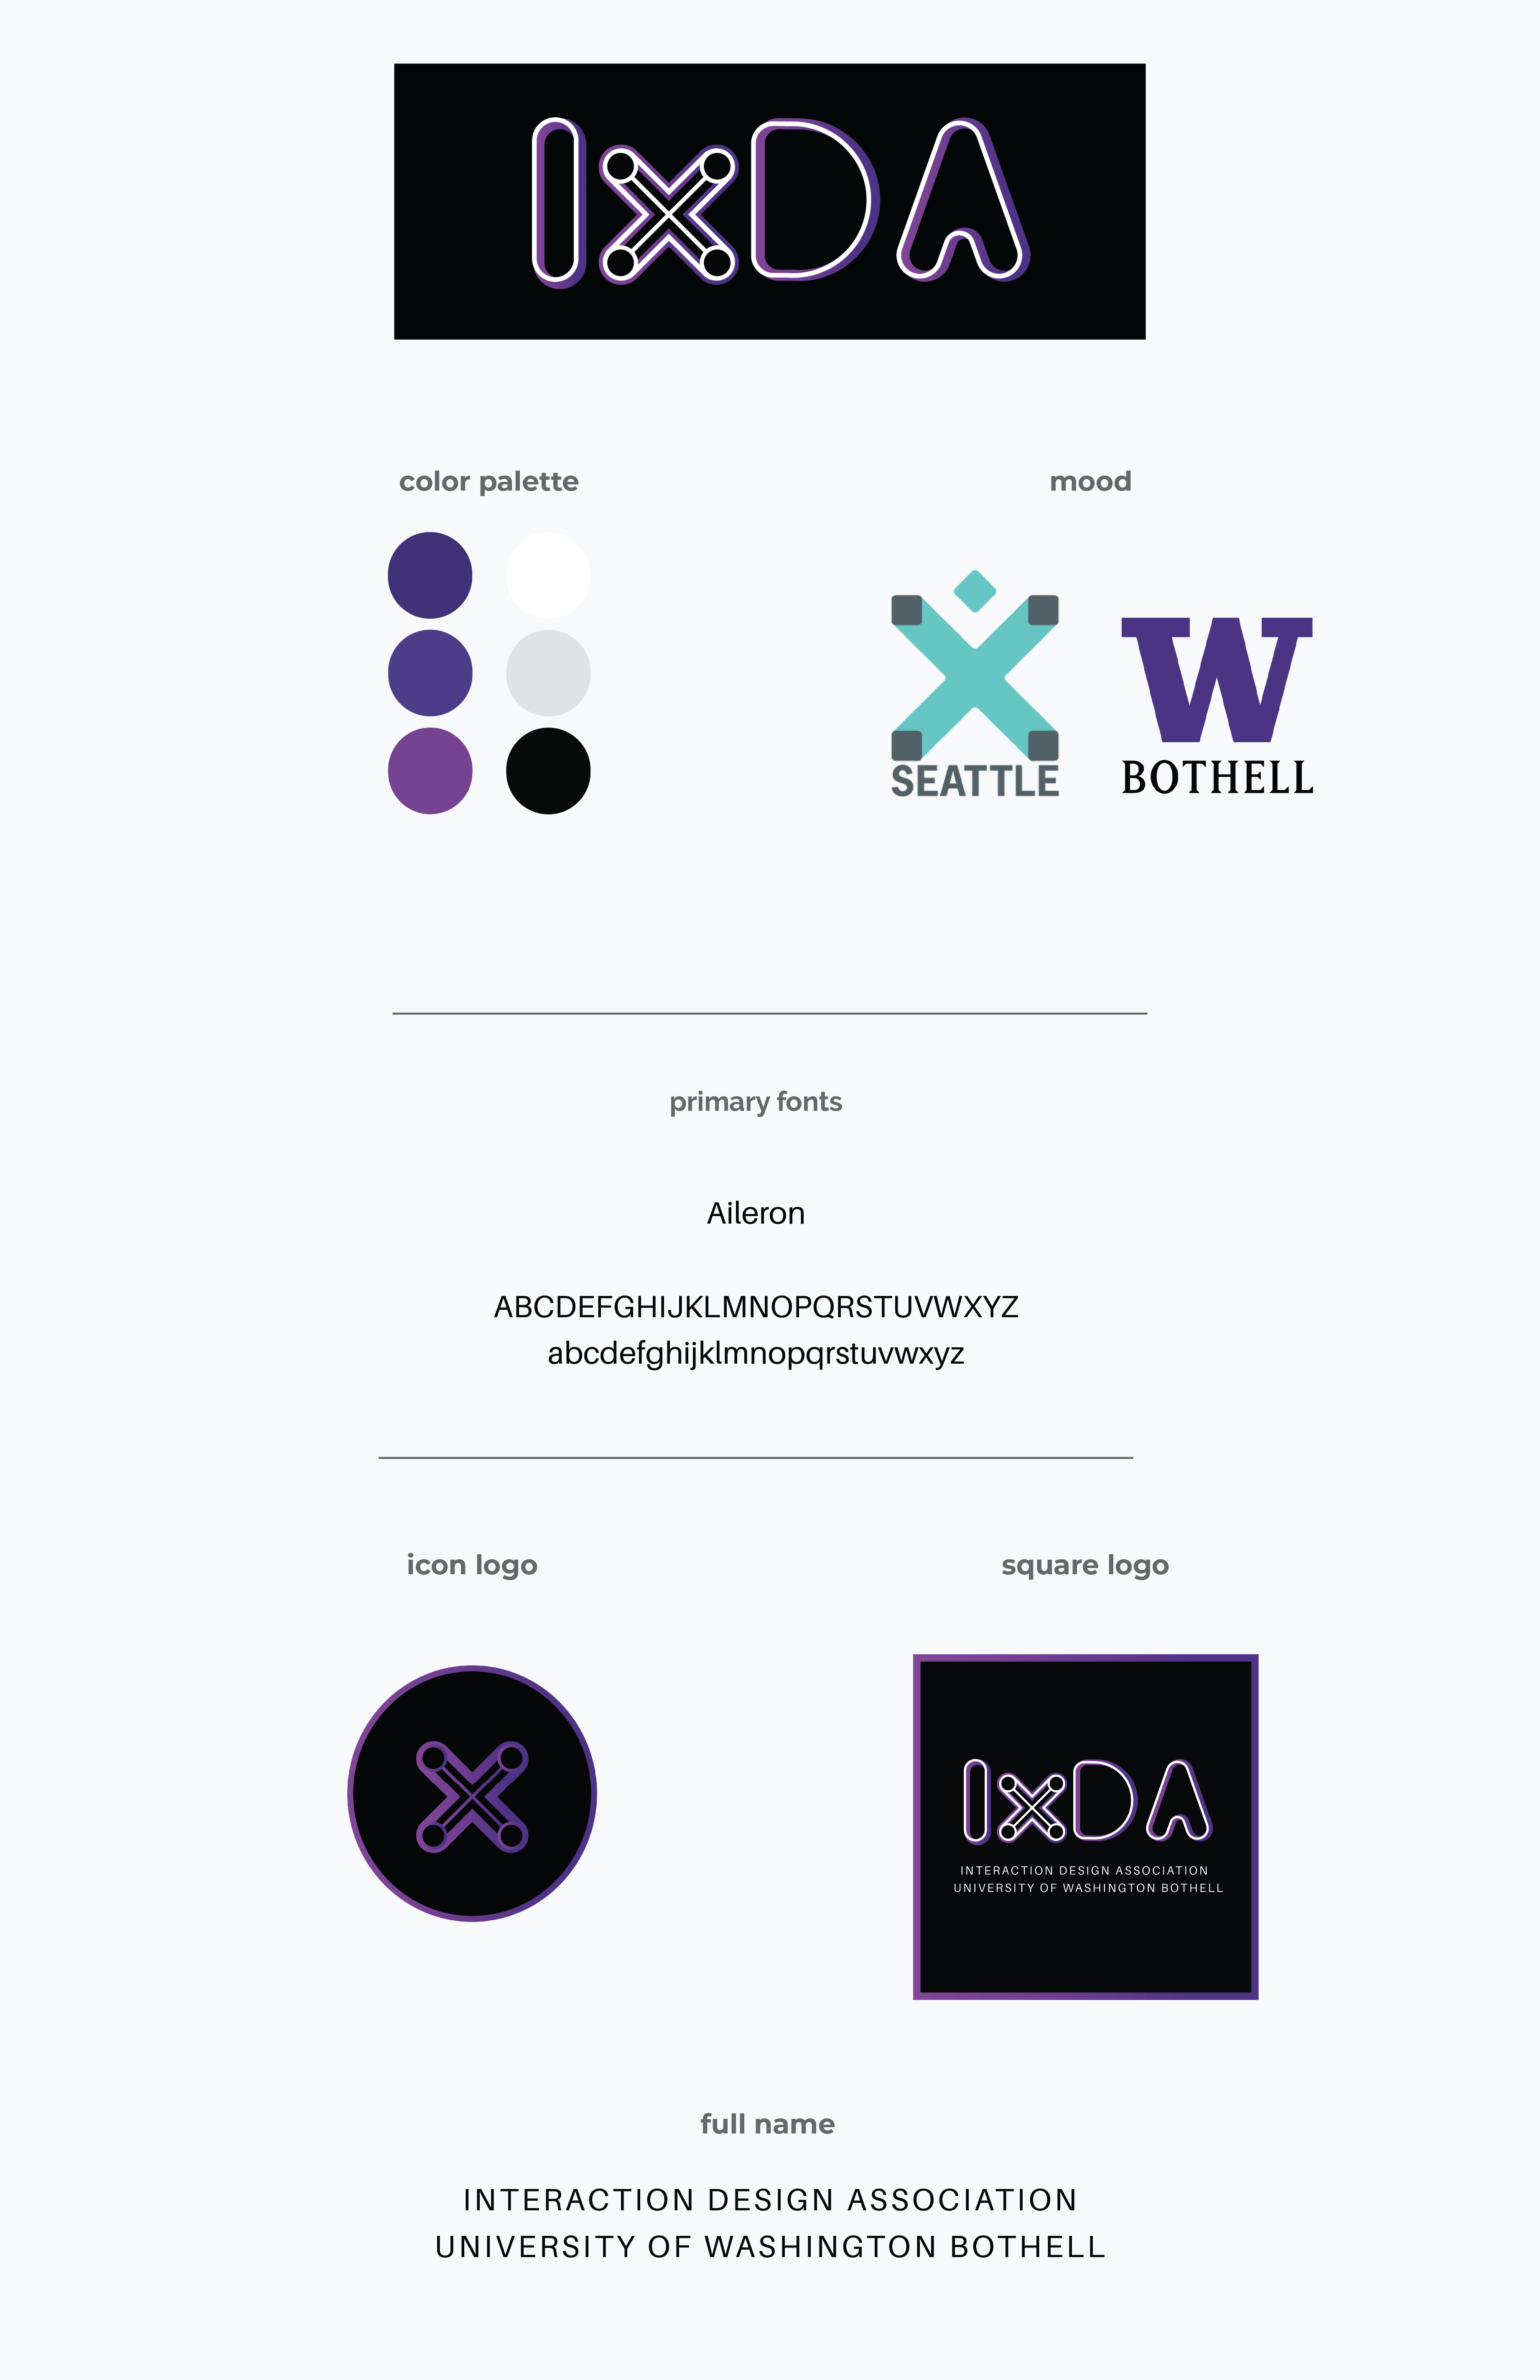 IxDA
color palette
mood
SEATTLE
W
BOTHELL
primary fonts
Aileron
ABCDEFGHIJKLMNOPQRSTUVWXYZ
abcdefghijklmnopqrstuvwxyz
icon logo
square logo
X
IxDA
INTERACTION DESIGN ASSOCIATION
UNIVERSITY OF WASHINGTON BOTHELL
full name
INTERACTION DESIGN ASSOCIATION
UNIVERSITY OF WASHINGTON BOTHELL